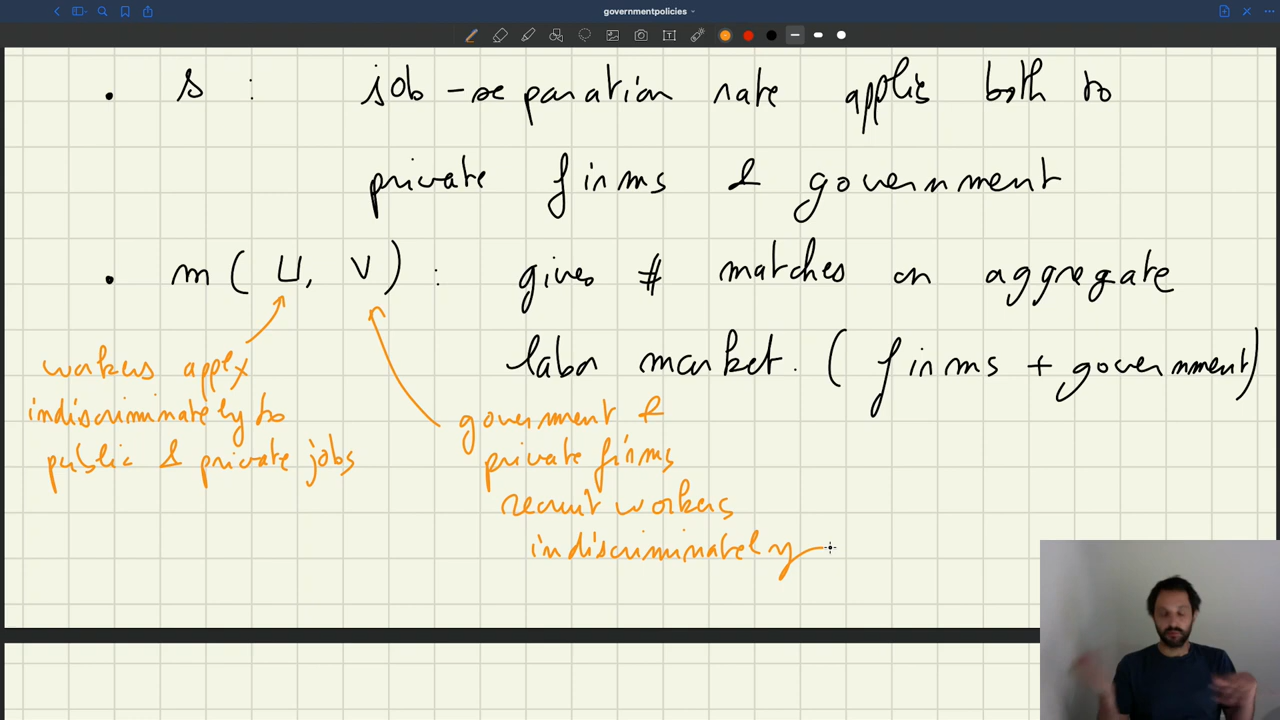 governmentpolicies
• s : job-separation rate applies both to
private firms & government
• m ( U, V ) : gives # matches on aggregate
labor market. ( firms + government )
workers apply
indiscriminately to
public & private jobs
government &
private firms
recruit workers
indiscriminately